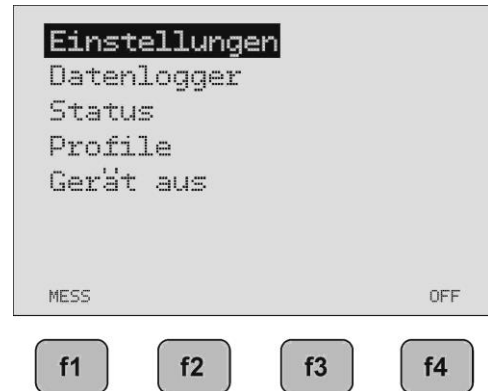 Einstellungen
Datenlogger
Status
Profile
Gerät aus
MESS OFF
f1 f2 f3 f4